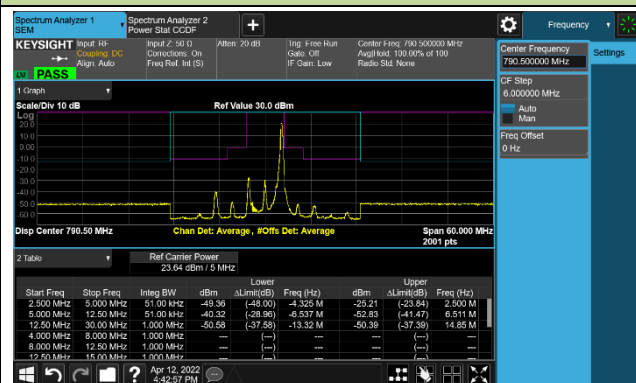 Spectrum Analyzer 1
SEM
Spectrum Analyzer 2
Power Stat CCDF
+
Frequency
KEYSIGHT
Input: RF
Coupling: DC
Align: Auto
Input Z: 50 Ω
Corrections: On
Freq Ref: Int (S)
Atten: 20 dB
Trig: Free Run
Gate: Off
IF Gain: Low
Center Freq: 790.500000 MHz
Avg|Hold: 100.00% of 100
Radio Std: None
LXI PASS
Center Frequency
790.500000 MHz
Settings
CF Step
6.000000 MHz
Auto
Man
Freq Offset
0 Hz
1 Graph
Scale/Div 10 dB
Ref Value 30.0 dBm
Log
20.0
10.0
0.00
-10.0
-20.0
-30.0
-40.0
-50.0
-60.0
Disp Center 790.50 MHz
Chan Det: Average , #Offs Det: Average
Span 60.000 MHz
2001 pts
2 Table
Ref Carrier Power
23.64 dBm / 5 MHz
Lower Upper
Start Freq Stop Freq Integ BW dBm ΔLimit(dB) Freq (Hz) dBm ΔLimit(dB) Freq (Hz)
2.500 MHz 5.000 MHz 51.00 kHz -49.36 (-48.00) -4.325 M -25.21 (-23.84) 2.500 M
5.000 MHz 12.50 MHz 51.00 kHz -40.32 (-28.96) -6.537 M -52.83 (-41.47) 6.511 M
12.50 MHz 30.00 MHz 1.000 MHz -50.58 (-37.58) -13.32 M -50.39 (-37.39) 14.85 M
4.000 MHz 8.000 MHz 1.000 MHz --- (---) --- (---)
8.000 MHz 12.50 MHz 1.000 MHz --- (---) --- (---)
12.50 MHz 15.00 MHz 1.000 MHz --- (---) --- (---)
?
Apr 12, 2022
4:42:57 PM